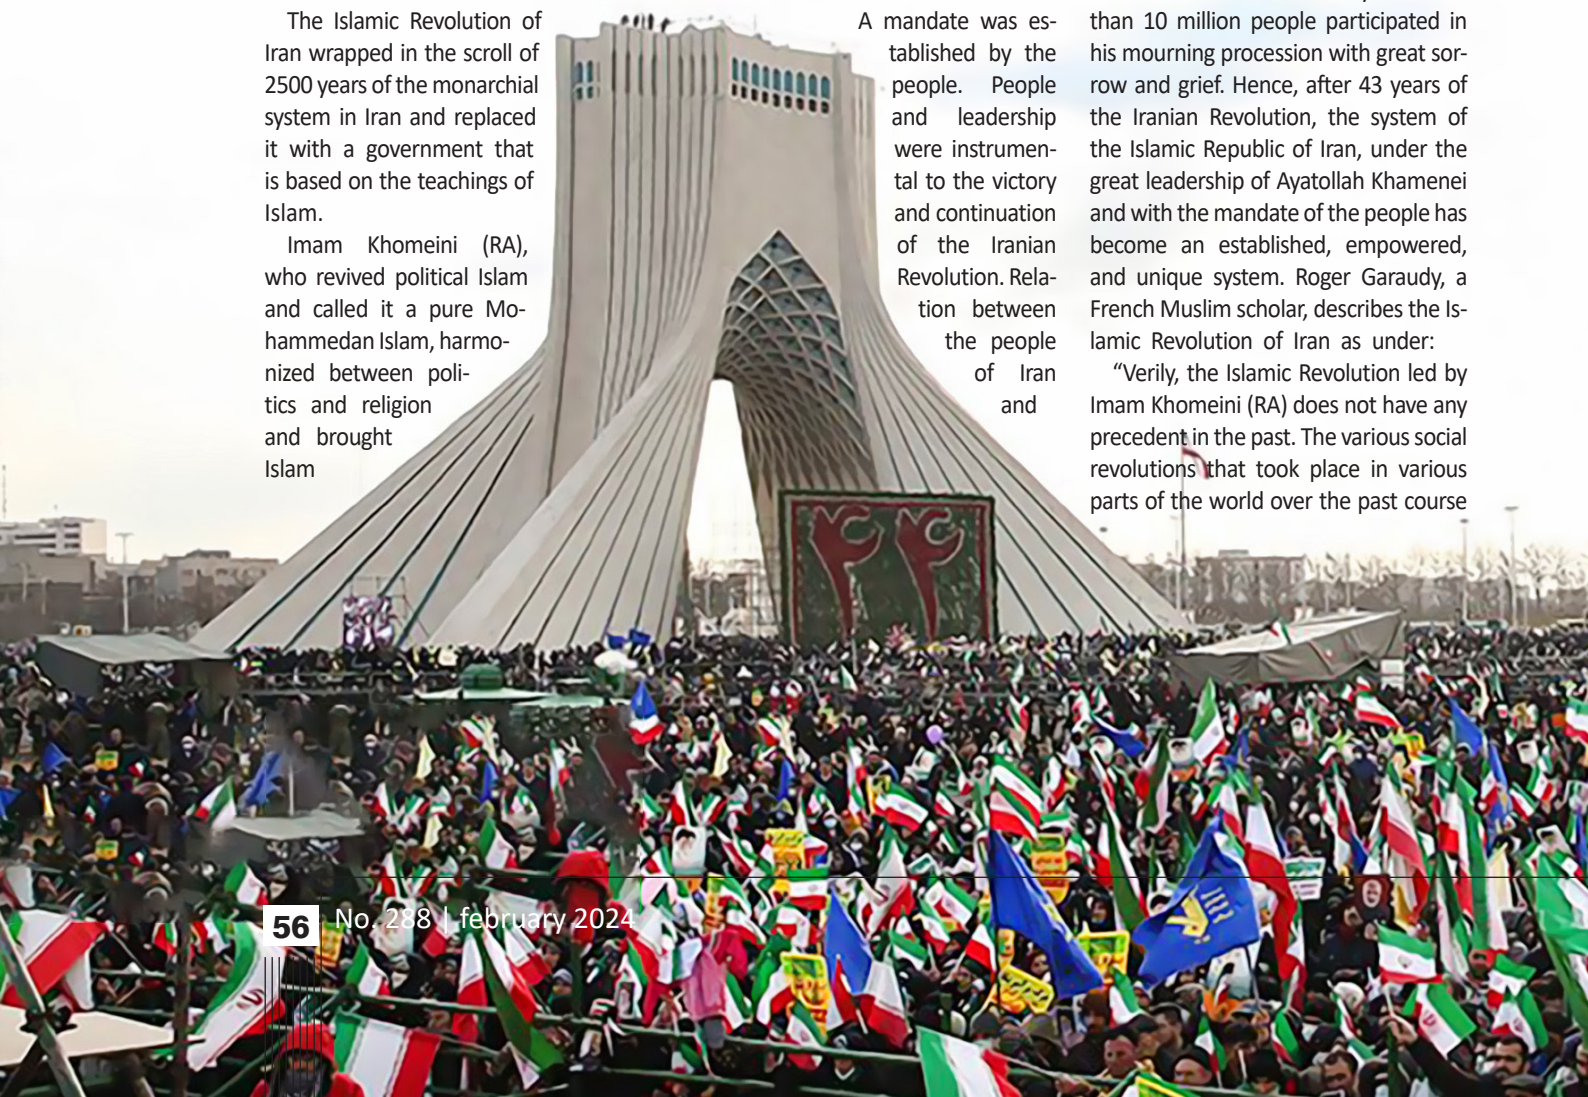 The Islamic Revolution of
Iran wrapped in the scroll of
2500 years of the monarchial
system in Iran and replaced
it with a government that
is based on the teachings of
Islam.
Imam Khomeini (RA),
who revived political Islam
and called it a pure Mo-
hammedan Islam, harmo-
nized between poli-
tics and religion
and brought
Islam
A mandate was es-
tablished by the
people. People
and leadership
were instrumen-
tal to the victory
and continuation
of the Iranian
Revolution. Rela-
tion between
the people
of Iran
and
than 10 million people participated in
his mourning procession with great sor-
row and grief. Hence, after 43 years of
the Iranian Revolution, the system of
the Islamic Republic of Iran, under the
great leadership of Ayatollah Khamenei
and with the mandate of the people has
become an established, empowered,
and unique system. Roger Garaudy, a
French Muslim scholar, describes the Is-
lamic Revolution of Iran as under:
“Verily, the Islamic Revolution led by
Imam Khomeini (RA) does not have any
precedent in the past. The various social
revolutions that took place in various
parts of the world over the past course
۴۴
56 No. 288 | february 2024